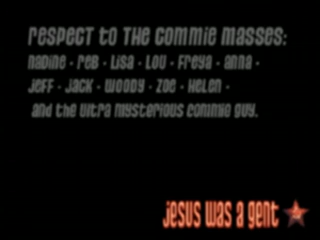 respect to the commie masses:
nadine • reb • Lisa • Lou • freya • anna •
Jeff • Jack • woody • zoe • Helen •
and the ultra mysterious commie guy.
jesus was a gent